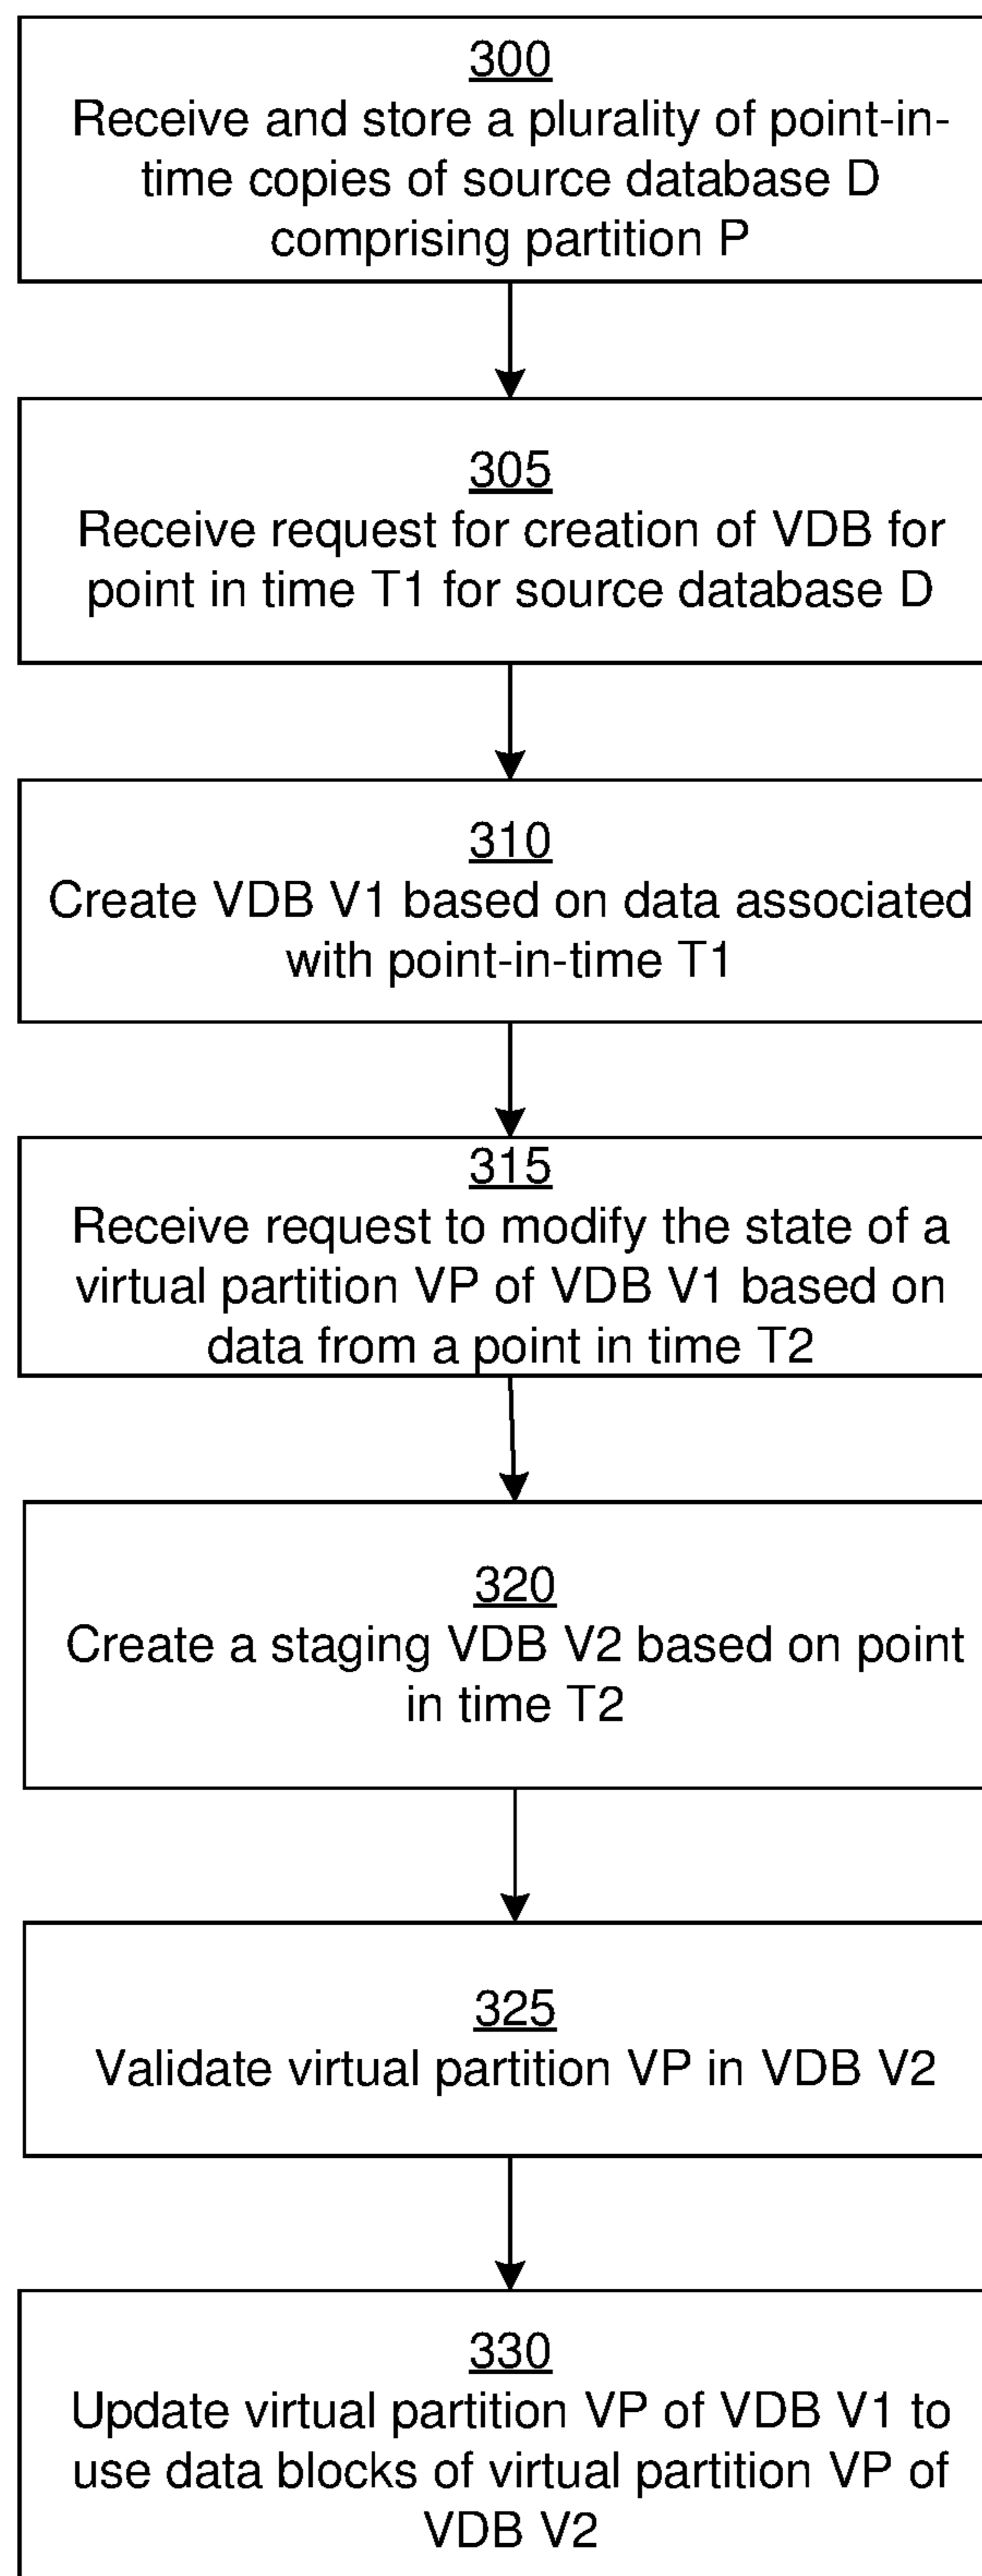 300
Receive and store a plurality of point-in-
time copies of source database D
comprising partition P
305
Receive request for creation of VDB for
point in time T1 for source database D
310
Create VDB V1 based on data associated
with point-in-time T1
315
Receive request to modify the state of a
virtual partition VP of VDB V1 based on
data from a point in time T2
320
Create a staging VDB V2 based on point
in time T2
325
Validate virtual partition VP in VDB V2
330
Update virtual partition VP of VDB V1 to
use data blocks of virtual partition VP of
VDB V2